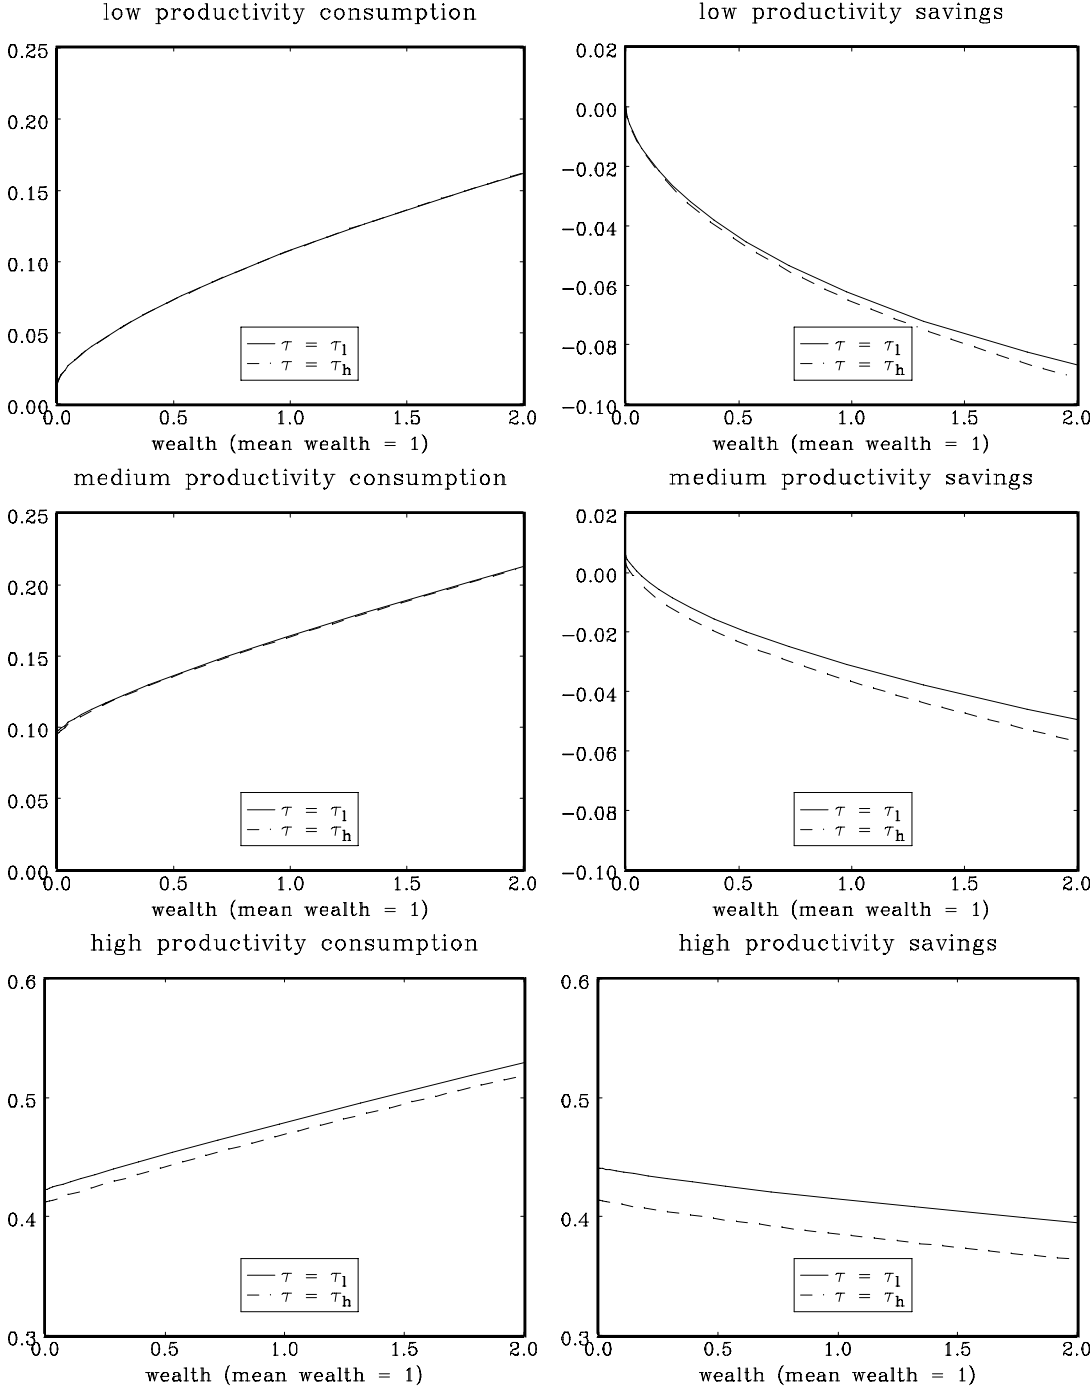 low productivity consumption
0.25
0.20
0.15
0.10
0.05
0.00
τ = τl
τ = τh
0.0 0.5 1.0 1.5 2.0
wealth (mean wealth = 1)
low productivity savings
0.02
0.00
−0.02
−0.04
−0.06
−0.08
−0.10
τ = τl
τ = τh
0.0 0.5 1.0 1.5 2.0
wealth (mean wealth = 1)
medium productivity consumption
0.25
0.20
0.15
0.10
0.05
0.00
τ = τl
τ = τh
0.0 0.5 1.0 1.5 2.0
wealth (mean wealth = 1)
medium productivity savings
0.02
0.00
−0.02
−0.04
−0.06
−0.08
−0.10
τ = τl
τ = τh
0.0 0.5 1.0 1.5 2.0
wealth (mean wealth = 1)
high productivity consumption
0.6
0.5
0.4
0.3
τ = τl
τ = τh
0.0 0.5 1.0 1.5 2.0
wealth (mean wealth = 1)
high productivity savings
0.6
0.5
0.4
0.3
τ = τl
τ = τh
0.0 0.5 1.0 1.5 2.0
wealth (mean wealth = 1)